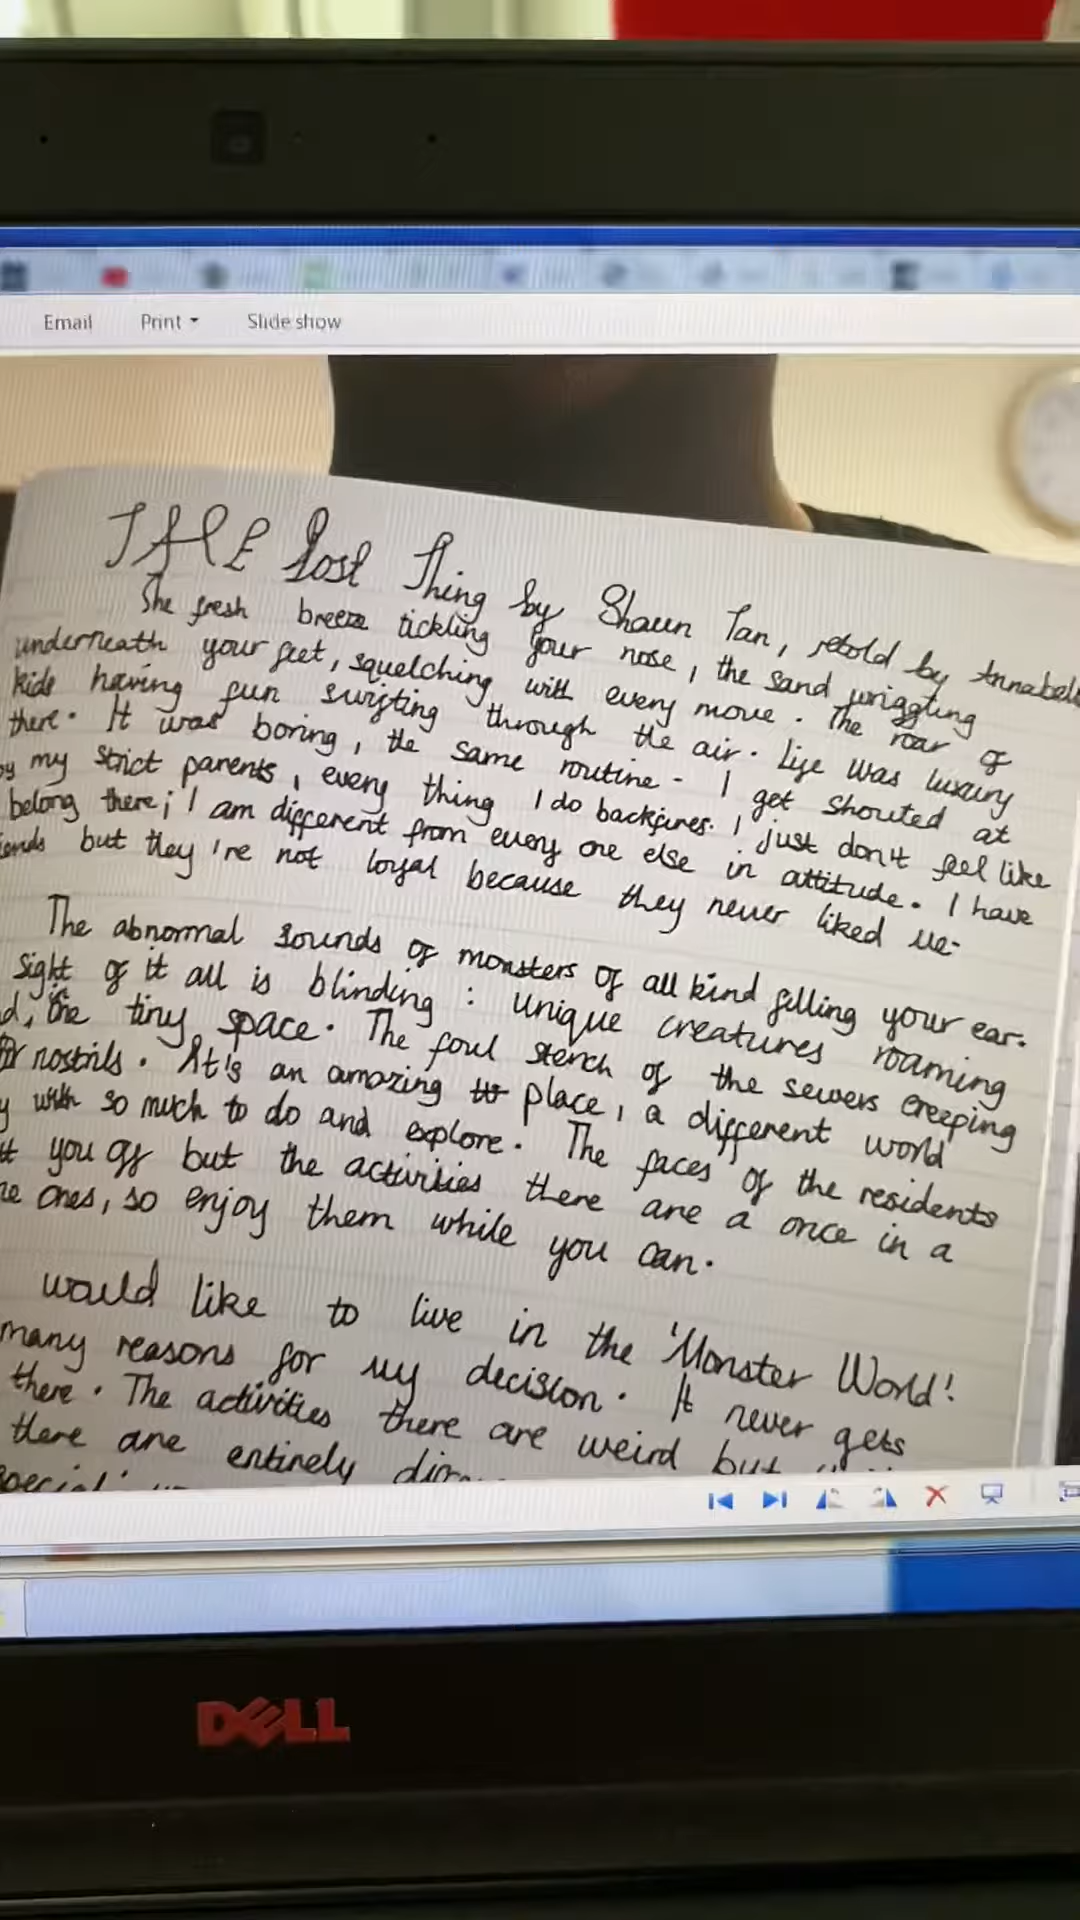 Email Print Slide show
THE Lost Thing by Shaun Tan, retold by Annabel
The fresh breeze tickling your nose, the sand wriggling
underneath your feet, squelching with every move. The roar of
kids having fun swifting through the air. Life was luxury
there. It was boring, the same routine - I get shouted at
by my strict parents, every thing I do backfires. I just don't feel like
belong there; I am different from every one else in attitude. I have
but they 're not loyal because they never liked me-
The abnormal sounds of monsters of all kind filling your ear.
Sight of it all is blinding: unique creatures roaming
the tiny space. The foul stench of the sewers creeping
nostrils. It's an amazing place, a different world
with so much to do and explore. The faces of the residents
you off but the activities there are a once in a
ones, so enjoy them while you can.
would like to live in the 'Monster World!
many reasons for my decision. It never gets
there. The activities there are weird but
there are entirely
DELL